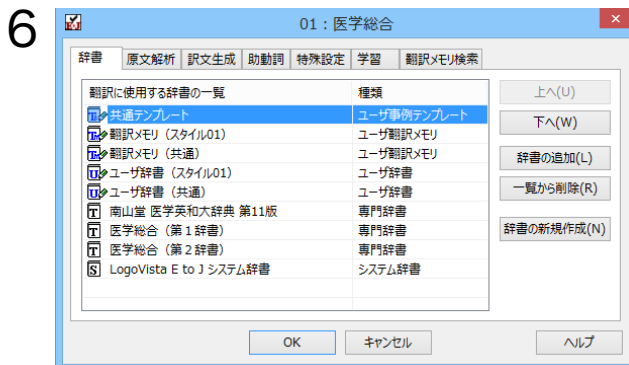 6
01：医学総合
辞書 原文解析 訳文生成 助動詞 特殊設定 学習 翻訳メモリ検索
翻訳に使用する辞書の一覧 種類
共通テンプレート ユーザ事例テンプレート
翻訳メモリ（スタイル01） ユーザ翻訳メモリ
翻訳メモリ（共通） ユーザ翻訳メモリ
ユーザ辞書（スタイル01） ユーザ辞書
ユーザ辞書（共通） ユーザ辞書
南山堂 医学英和大辞典 第11版 専門辞書
医学総合（第１辞書） 専門辞書
医学総合（第２辞書） 専門辞書
LogoVista E to J システム辞書 システム辞書
上へ(U)
下へ(W)
辞書の追加(L)
一覧から削除(R)
辞書の新規作成(N)
OK キャンセル ヘルプ